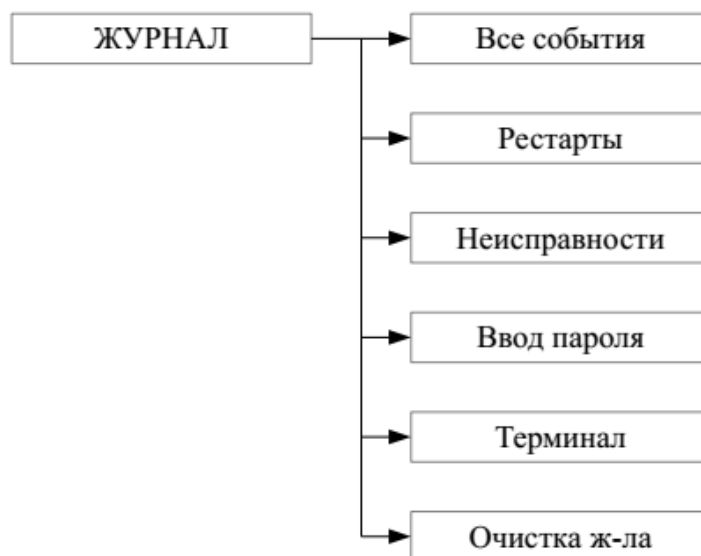 ЖУРНАЛ
Все события
Рестарты
Неисправности
Ввод пароля
Терминал
Очистка ж-ла